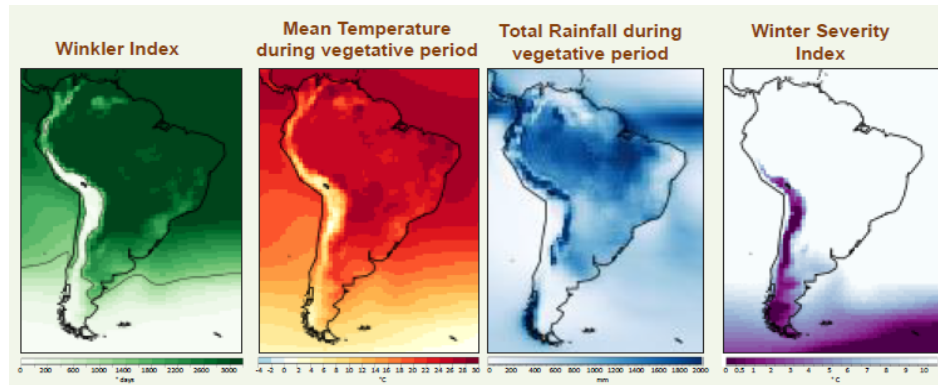 Winkler Index
Mean Temperature
during vegetative period
Total Rainfall during
vegetative period
Winter Severity
Index
0 200 600 1000 1400 1800 2200 2600 3000
° days
-4 -2 0 2 4 6 8 10 12 14 16 18 20 22 24 26 28 30
°C
0 200 400 600 800 1000 1200 1400 1600 1800 2000
mm
0 0.5 1 2 3 4 5 6 7 8 9 10
° C